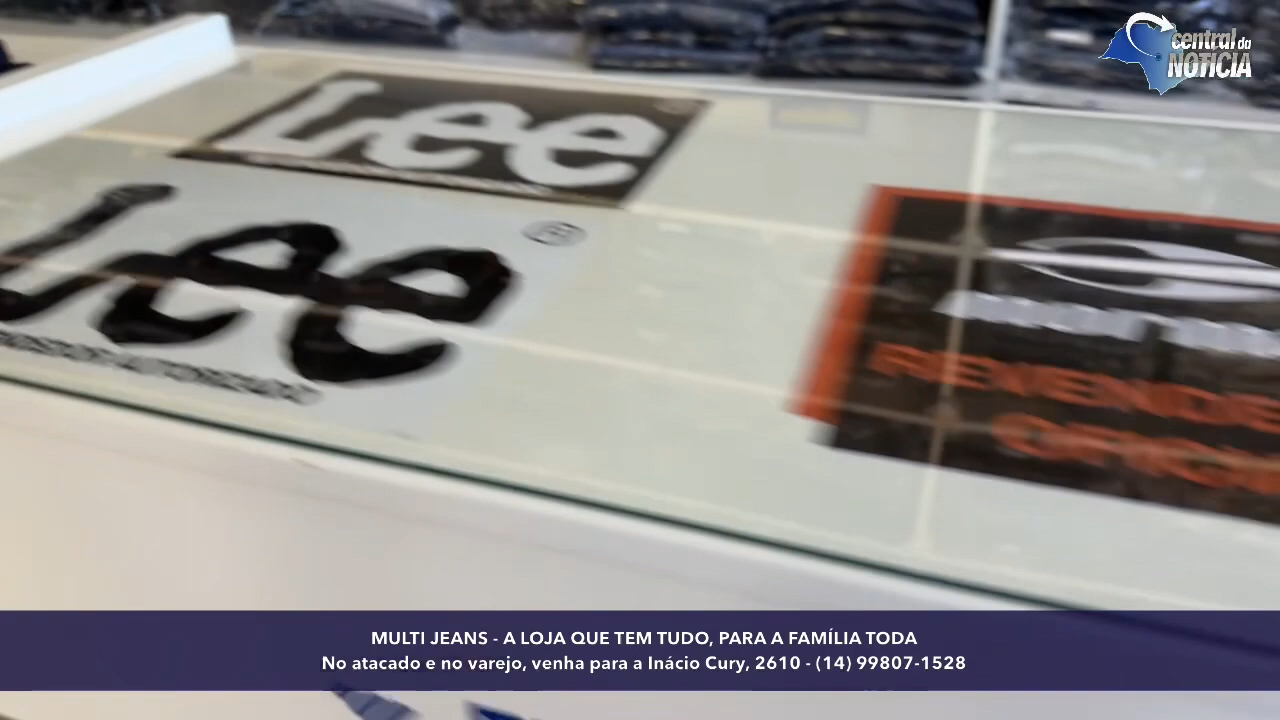 central da
NOTÍCIA
Lee
Lee
®
MULTI JEANS - A LOJA QUE TEM TUDO, PARA A FAMÍLIA TODA
No atacado e no varejo, venha para a Inácio Cury, 2610 - (14) 99807-1528